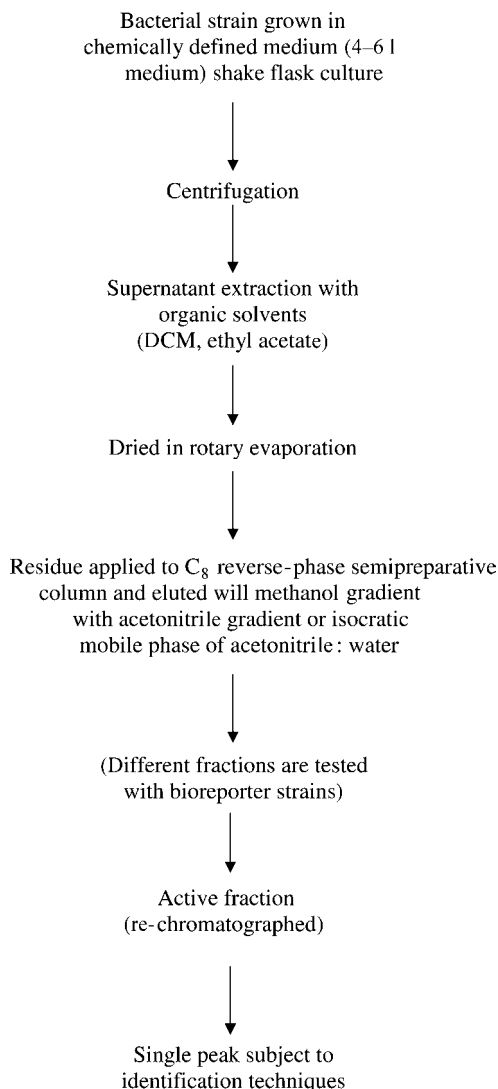 Bacterial strain grown in
chemically defined medium (4–6 l
medium) shake flask culture
Centrifugation
Supernatant extraction with
organic solvents
(DCM, ethyl acetate)
Dried in rotary evaporation
Residue applied to C₈ reverse-phase semipreparative
column and eluted will methanol gradient
with acetonitrile gradient or isocratic
mobile phase of acetonitrile: water
(Different fractions are tested
with bioreporter strains)
Active fraction
(re-chromatographed)
Single peak subject to
identification techniques